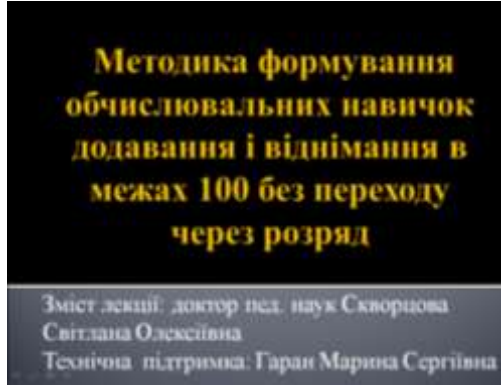 Методика формування
обчислювальних навичок
додавання і віднімання в
межах 100 без переходу
через розряд
Зміст лекції: доктор пед. наук Скворцова
Світлана Олексіївна
Технічна підтримка: Гаран Марина Сергіївна